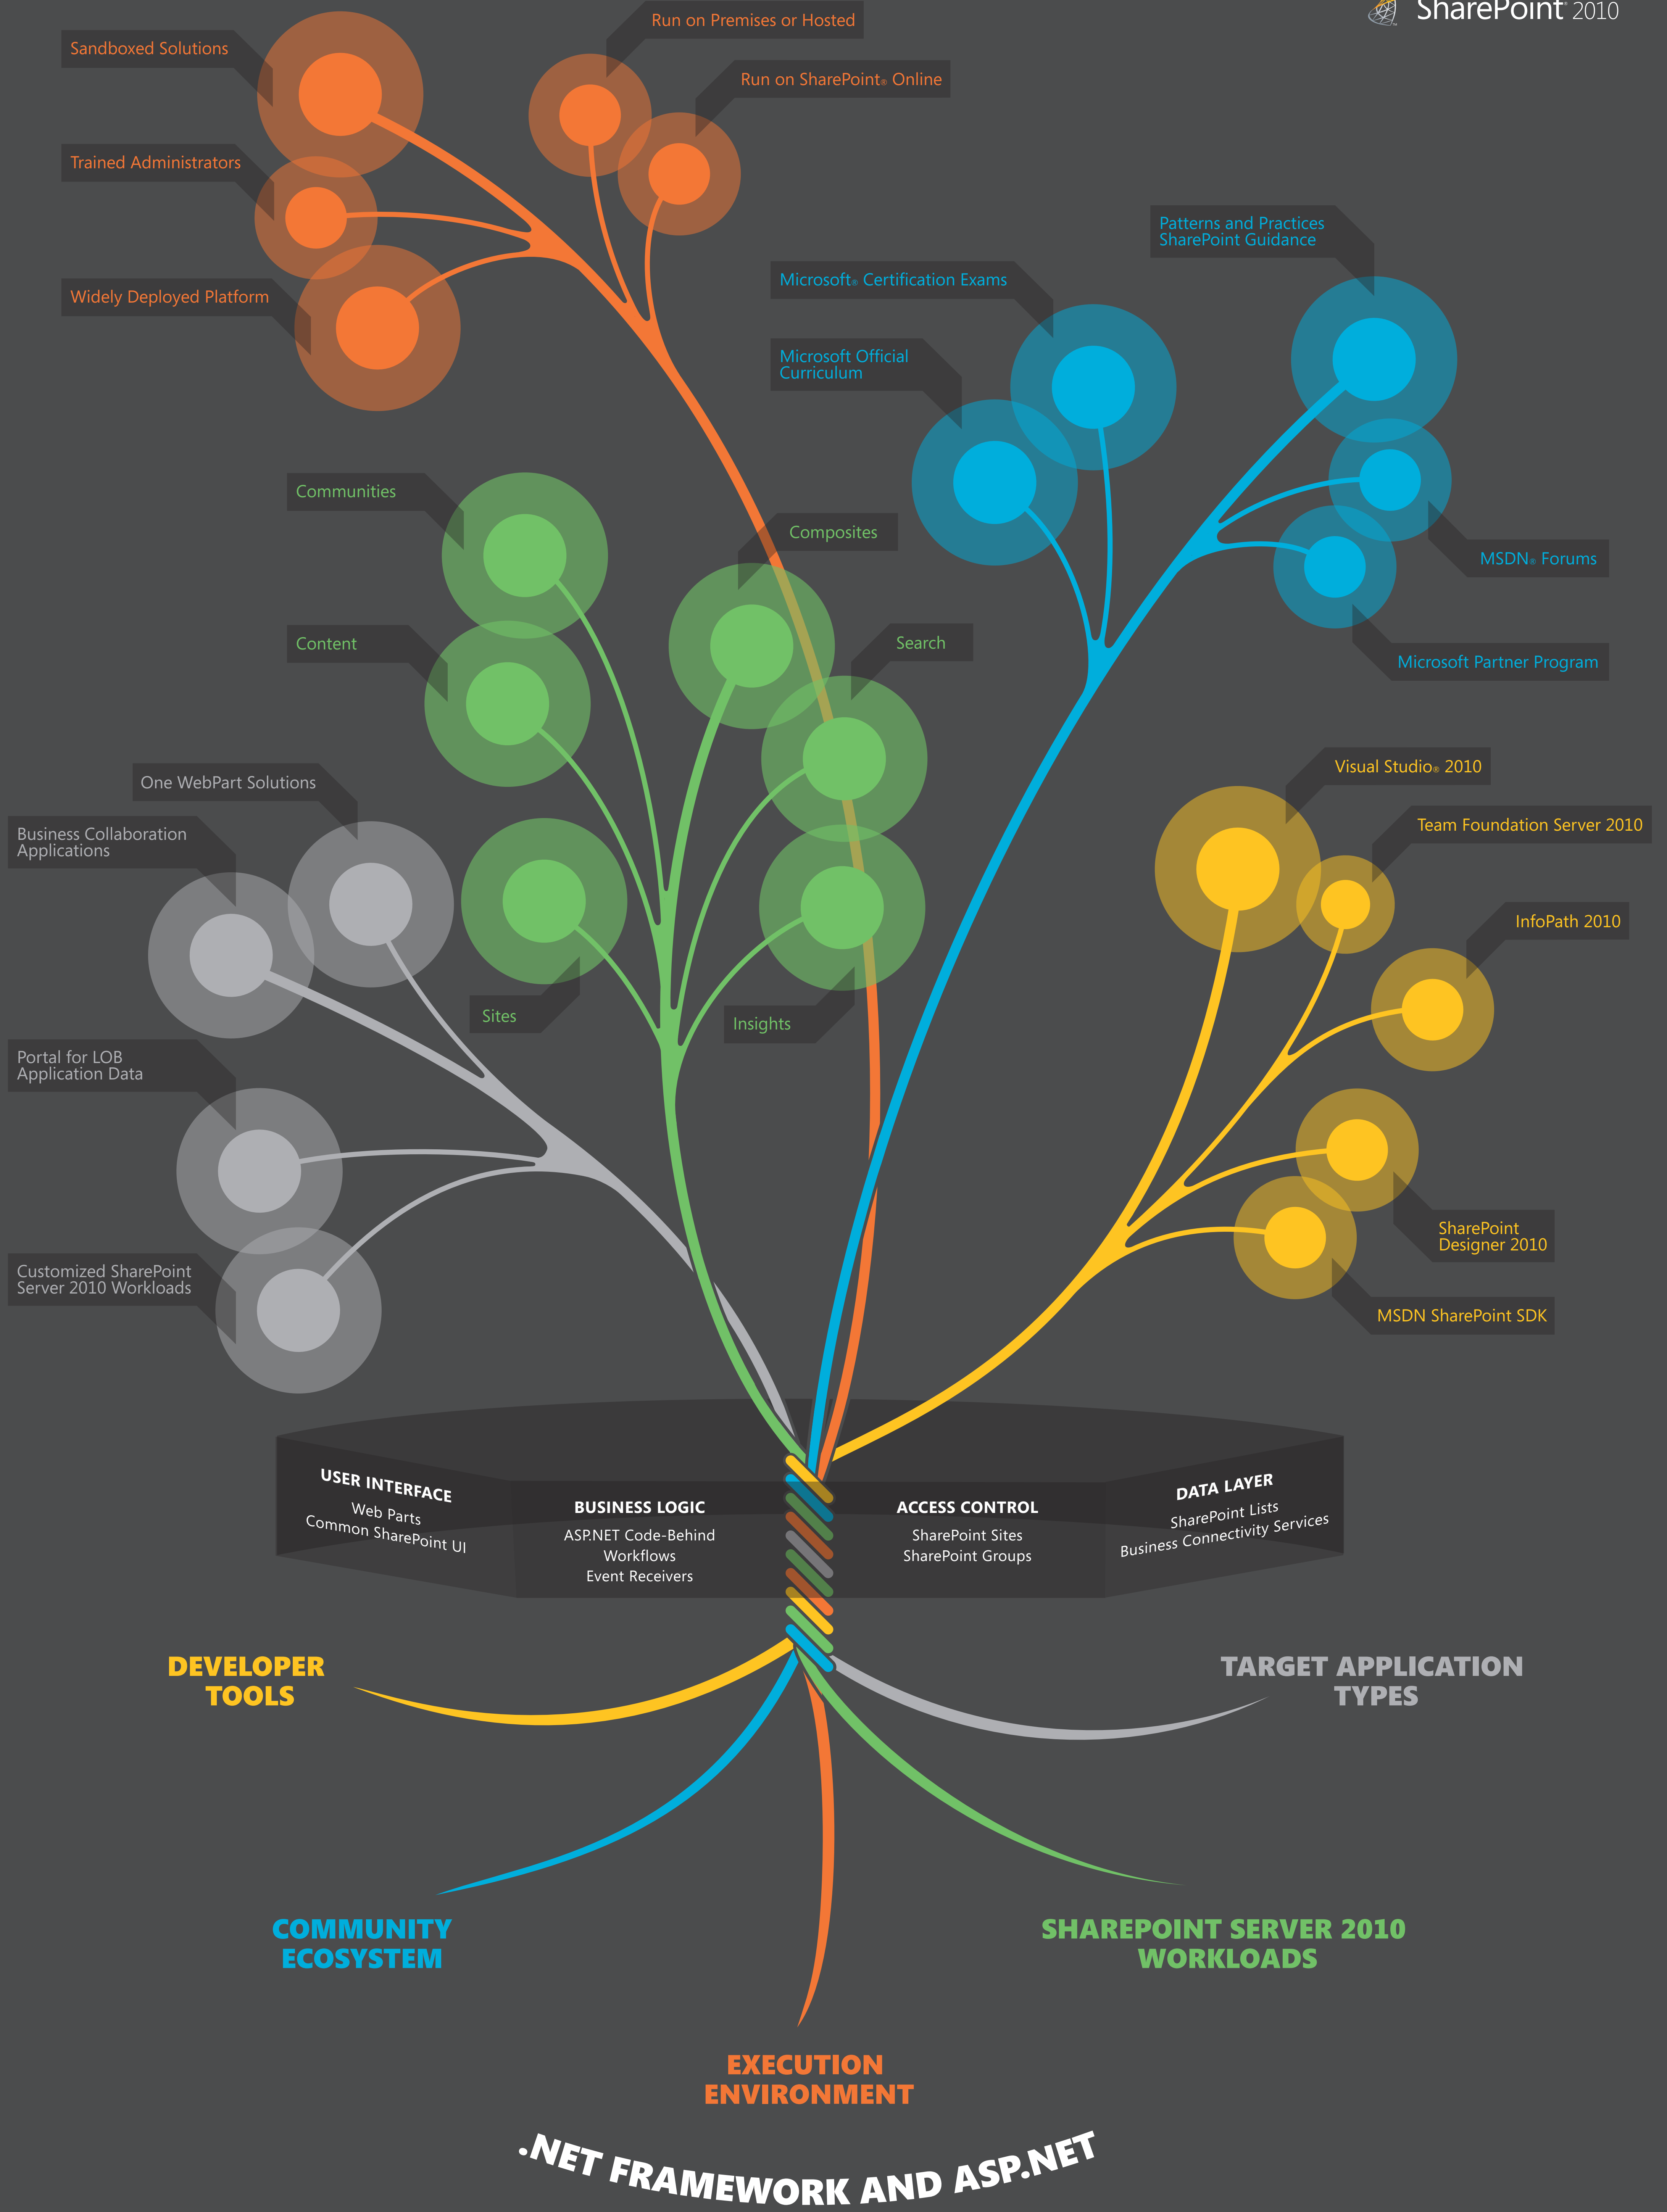 SharePoint 2010
Run on Premises or Hosted
Sandboxed Solutions
Run on SharePoint® Online
Trained Administrators
Widely Deployed Platform
Patterns and Practices
SharePoint Guidance
Microsoft® Certification Exams
Microsoft Official
Curriculum
MSDN® Forums
Microsoft Partner Program
Communities
Composites
Content
Search
Sites
Insights
One WebPart Solutions
Business Collaboration
Applications
Portal for LOB
Application Data
Customized SharePoint
Server 2010 Workloads
Visual Studio® 2010
Team Foundation Server 2010
InfoPath 2010
SharePoint
Designer 2010
MSDN SharePoint SDK
USER INTERFACE
Web Parts
Common SharePoint UI
BUSINESS LOGIC
ASP.NET Code-Behind
Workflows
Event Receivers
ACCESS CONTROL
SharePoint Sites
SharePoint Groups
DATA LAYER
SharePoint Lists
Business Connectivity Services
DEVELOPER
TOOLS
TARGET APPLICATION
TYPES
COMMUNITY
ECOSYSTEM
SHAREPOINT SERVER 2010
WORKLOADS
EXECUTION
ENVIRONMENT
.NET FRAMEWORK AND ASP.NET